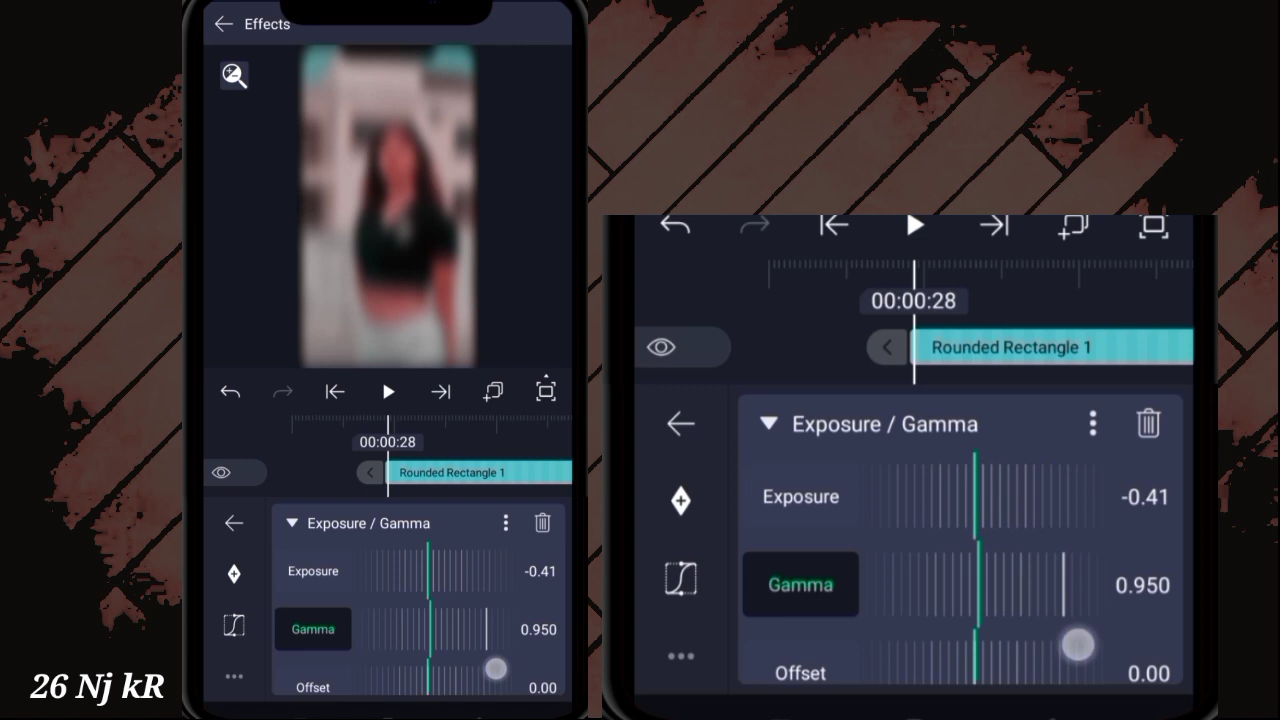 Effects
00:00:28
Rounded Rectangle 1
Exposure / Gamma
Exposure -0.41
Gamma 0.950
Offset 0.00
00:00:28
Rounded Rectangle 1
Exposure / Gamma
Exposure -0.41
Gamma 0.950
Offset 0.00
26 Nj kR